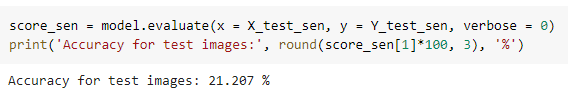 score_sen = model.evaluate(x = X_test_sen, y = Y_test_sen, verbose = 0)
print('Accuracy for test images:', round(score_sen[1]*100, 3), '%')
Accuracy for test images: 21.207 %